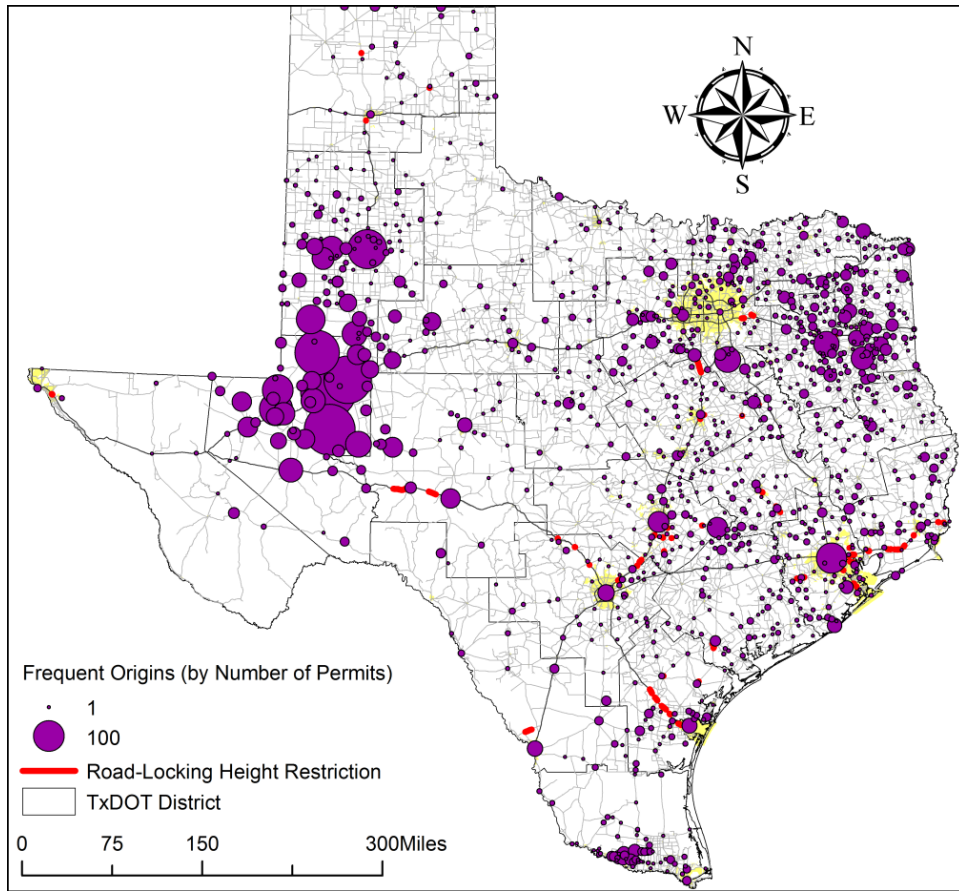 N
W E
S
Frequent Origins (by Number of Permits)
1
100
Road-Locking Height Restriction
TxDOT District
0 75 150 300Miles